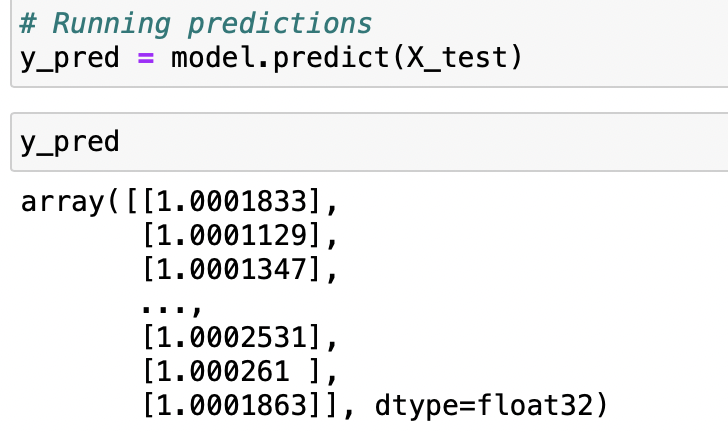 # Running predictions
y_pred = model.predict(X_test)
y_pred
array([[1.0001833],
[1.0001129],
[1.0001347],
...,
[1.0002531],
[1.000261 ],
[1.0001863]], dtype=float32)